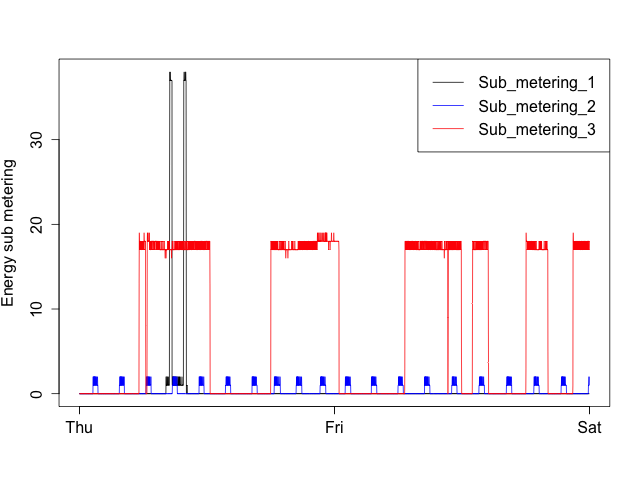 Sub_metering_1
Sub_metering_2
Sub_metering_3
Energy sub metering
30
20
10
0
Thu Fri Sat